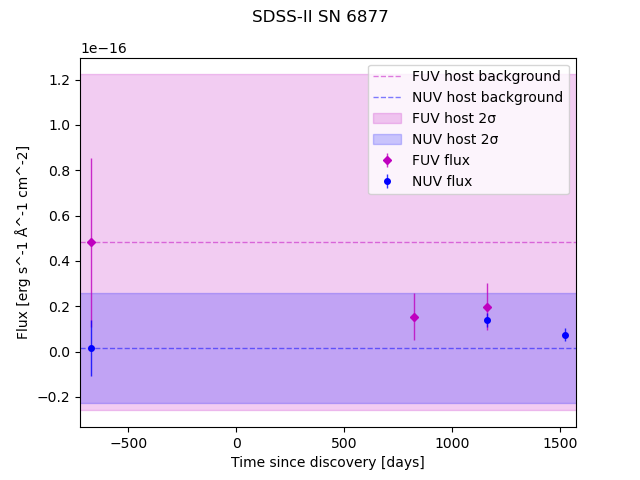 SDSS-II SN 6877
1e−16
FUV host background
NUV host background
FUV host 2σ
NUV host 2σ
FUV flux
NUV flux
1.2
1.0
0.8
0.6
0.4
0.2
0.0
−0.2
Flux [erg s^-1 Å^-1 cm^-2]
−500
0
500
1000
1500
Time since discovery [days]